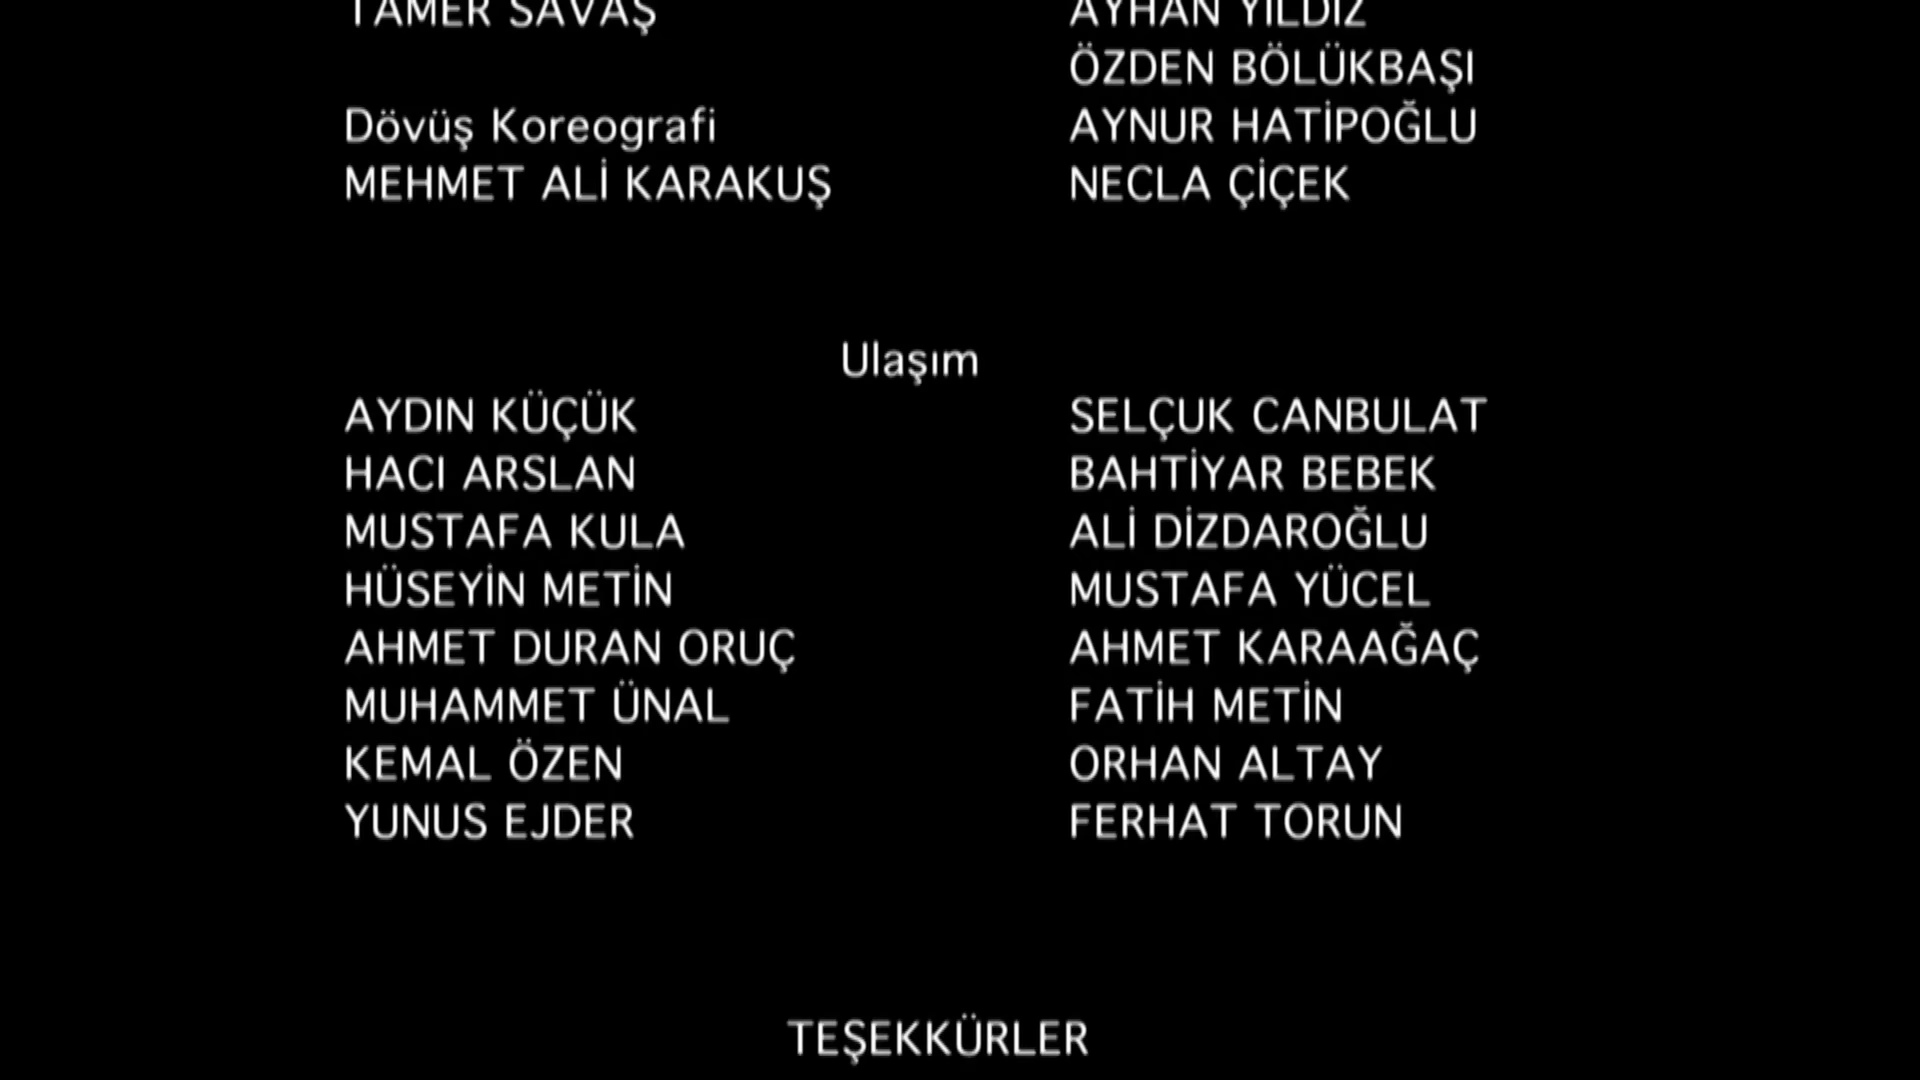 TAMER SAVAŞ
Dövüş Koreografi
MEHMET ALİ KARAKUŞ
AYHAN YILDIZ
ÖZDEN BÖLÜKBAŞI
AYNUR HATİPOĞLU
NECLA ÇİÇEK
Ulaşım
AYDIN KÜÇÜK
HACI ARSLAN
MUSTAFA KULA
HÜSEYİN METİN
AHMET DURAN ORUÇ
MUHAMMET ÜNAL
KEMAL ÖZEN
YUNUS EJDER
SELÇUK CANBULAT
BAHTİYAR BEBEK
ALİ DİZDAROĞLU
MUSTAFA YÜCEL
AHMET KARAAĞAÇ
FATİH METİN
ORHAN ALTAY
FERHAT TORUN
TEŞEKKÜRLER